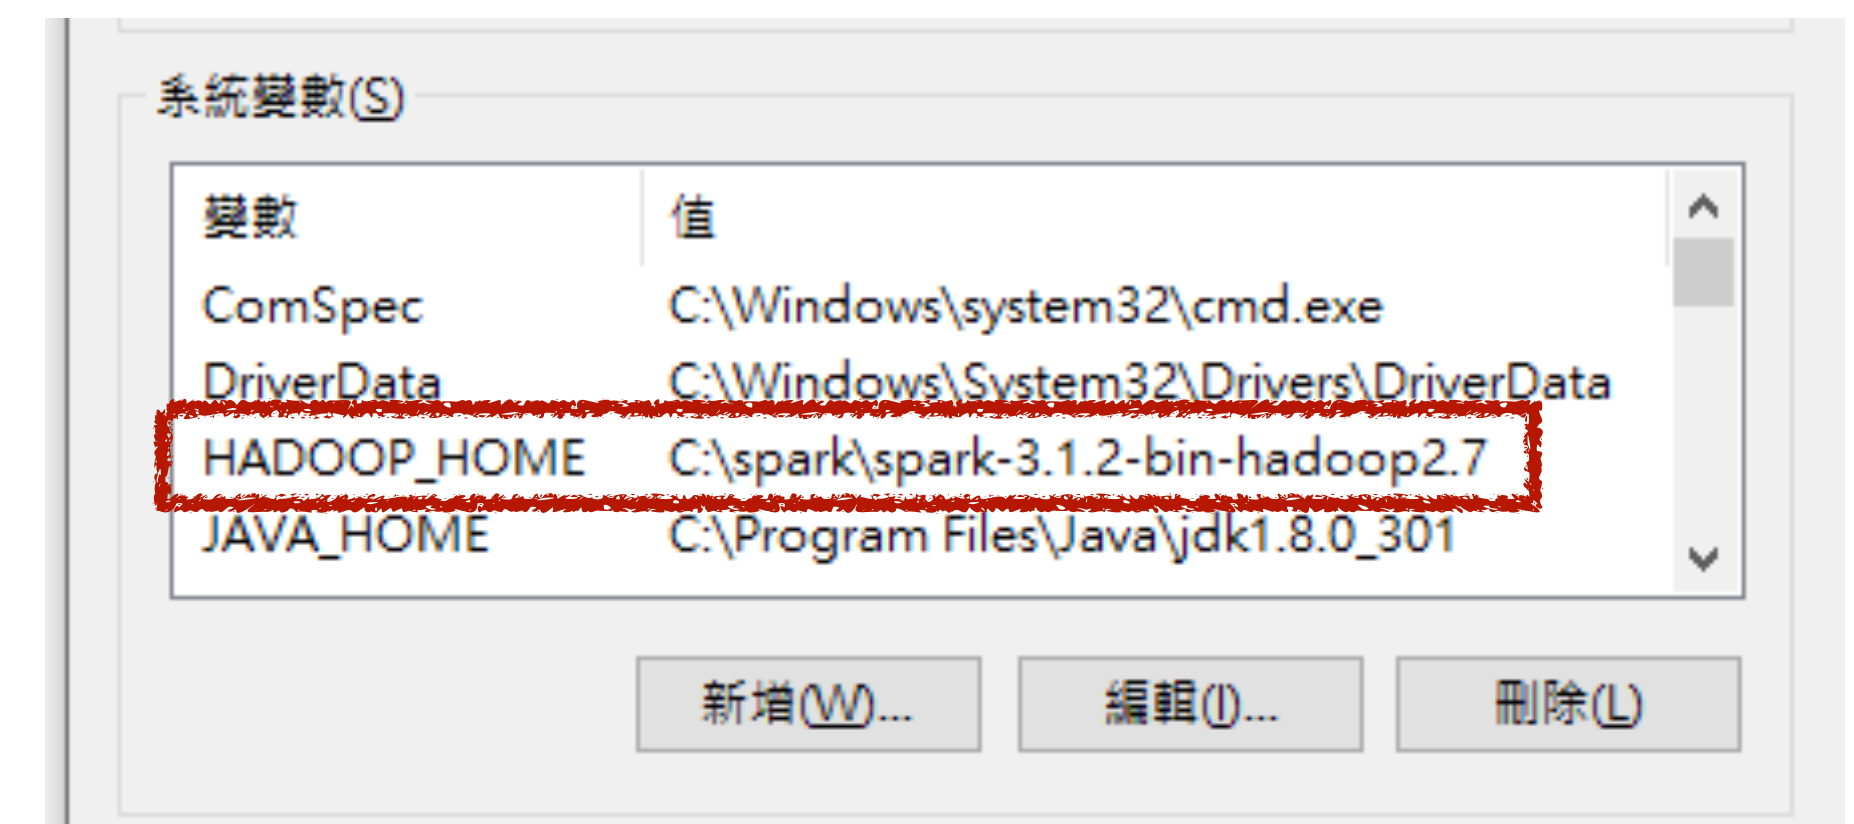 系統變數(S)
變數 值
ComSpec C:\Windows\system32\cmd.exe
DriverData C:\Windows\System32\Drivers\DriverData
HADOOP_HOME C:\spark\spark-3.1.2-bin-hadoop2.7
JAVA_HOME C:\Program Files\Java\jdk1.8.0_301
新增(W)... 編輯(I)... 刪除(L)